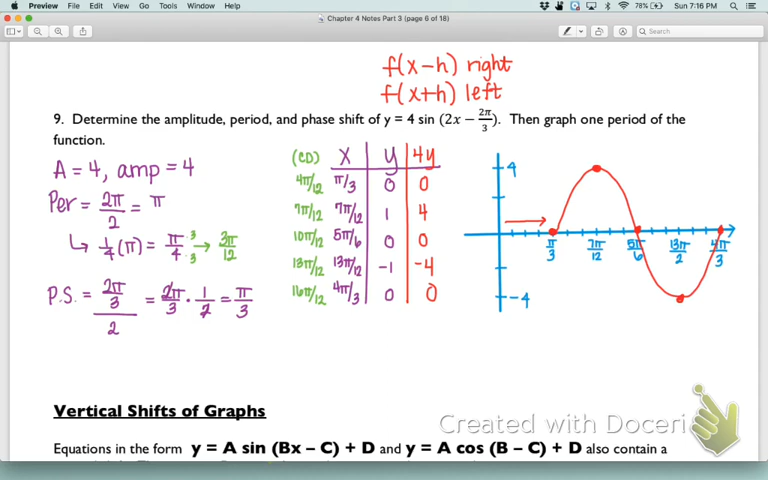 Preview File Edit View Go Tools Window Help
78% Sun 7:16 PM
Chapter 4 Notes Part 3 (page 6 of 18)
Search
f(x-h) right
f(x+h) left
9. Determine the amplitude, period, and phase shift of y = 4 sin (2x − 2π/3). Then graph one period of the
function.
A = 4, amp = 4
Per = 2π/2 = π
↳ 1/4(π) = π/4 · 3/3 → 3π/12
P.S. = 2π/3 / 2 = 2π/3 · 1/2 = π/3
(CD) X y 4y
4π/12 π/3 0 0
7π/12 7π/12 1 4
10π/12 5π/6 0 0
13π/12 13π/12 -1 -4
16π/12 4π/3 0 0
4
π/3 7π/12 5π/6 13π/2 4π/3
-4
Created with Doceri
Vertical Shifts of Graphs
Equations in the form y = A sin (Bx – C) + D and y = A cos (B – C) + D also contain a